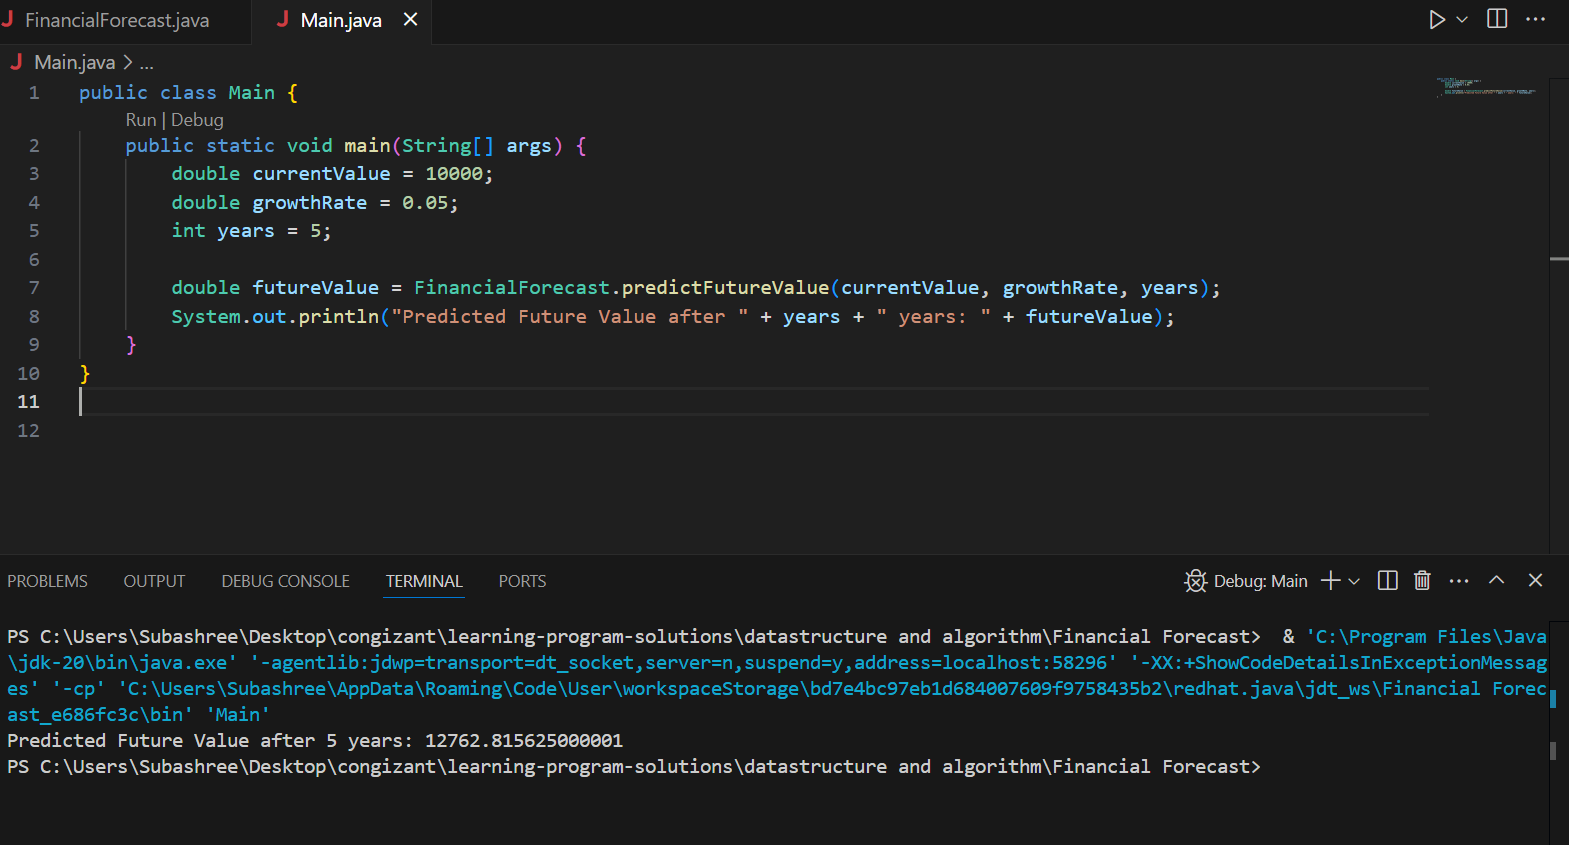 FinancialForecast.java
Main.java
Main.java > ...
1 public class Main {
Run | Debug
2 public static void main(String[] args) {
3 double currentValue = 10000;
4 double growthRate = 0.05;
5 int years = 5;
6
7 double futureValue = FinancialForecast.predictFutureValue(currentValue, growthRate, years);
8 System.out.println("Predicted Future Value after " + years + " years: " + futureValue);
9 }
10 }
11
12
PROBLEMS OUTPUT DEBUG CONSOLE TERMINAL PORTS Debug: Main
PS C:\Users\Subashree\Desktop\congizant\learning-program-solutions\datastructure and algorithm\Financial Forecast> & 'C:\Program Files\Java
\jdk-20\bin\java.exe' '-agentlib:jdwp=transport=dt_socket,server=n,suspend=y,address=localhost:58296' '-XX:+ShowCodeDetailsInExceptionMessag
es' '-cp' 'C:\Users\Subashree\AppData\Roaming\Code\User\workspaceStorage\bd7e4bc97eb1d684007609f9758435b2\redhat.java\jdt_ws\Financial Forec
ast_e686fc3c\bin' 'Main'
Predicted Future Value after 5 years: 12762.815625000001
PS C:\Users\Subashree\Desktop\congizant\learning-program-solutions\datastructure and algorithm\Financial Forecast>